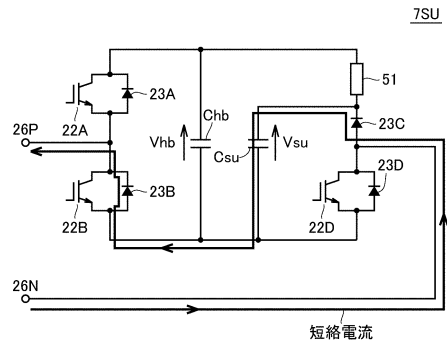 7SU
51
23A
Chb
23C
22A
26P
Vhb
Csu
Vsu
23D
23B
22B
22D
26N
短絡電流